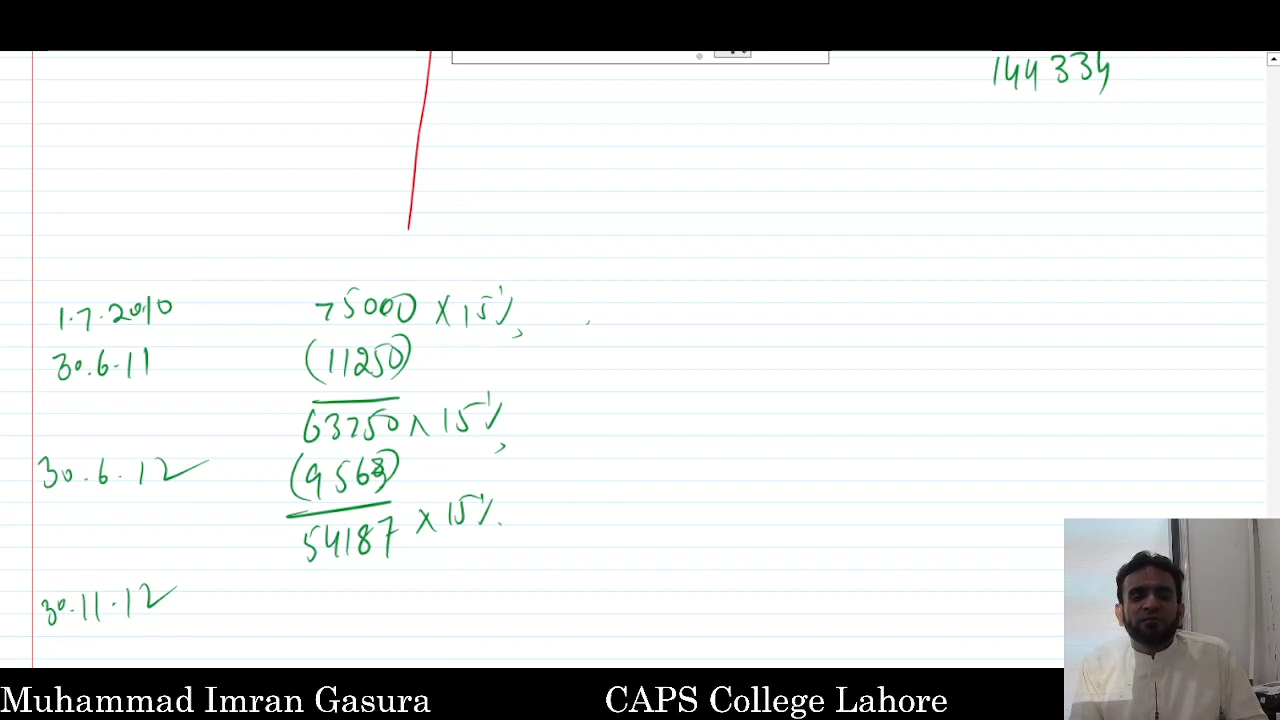 144334
1.7.2010 75000 x 15%
30.6.11 (11250)
63750 x 15%
30.6.12 (9563)
54187 x 15%
30.11.12
Muhammad Imran Gasura CAPS College Lahore